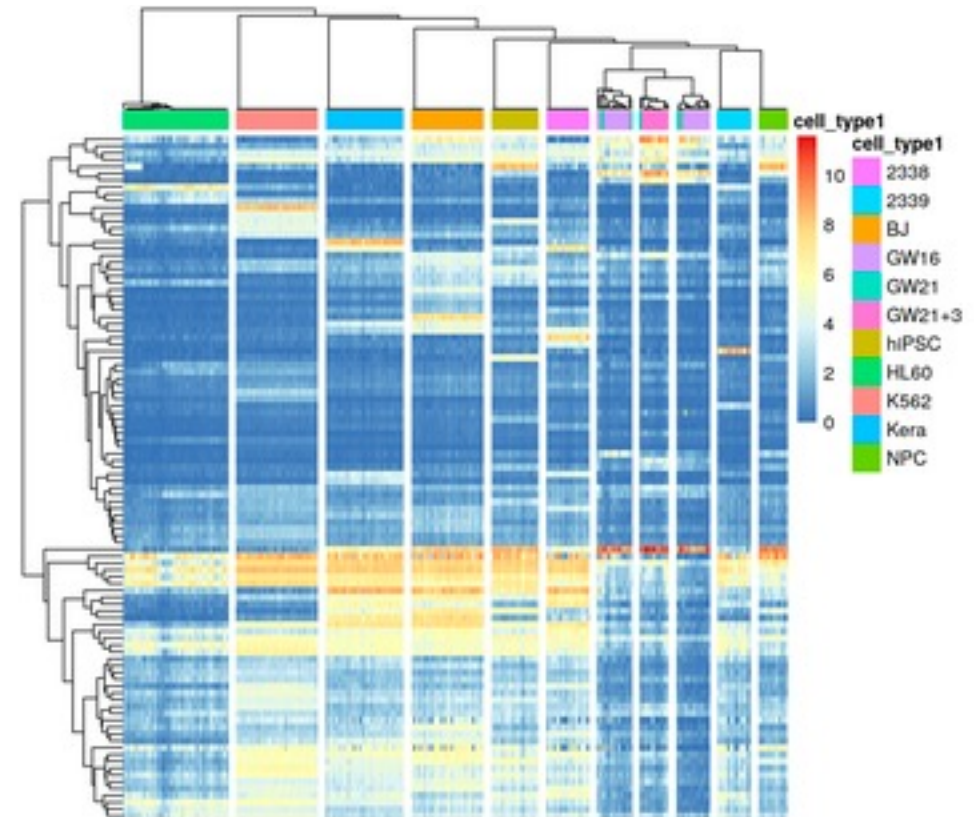 cell_type1
cell_type1
10
8
6
4
2
0
2338
2339
BJ
GW16
GW21
GW21+3
hiPSC
HL60
K562
Kera
NPC